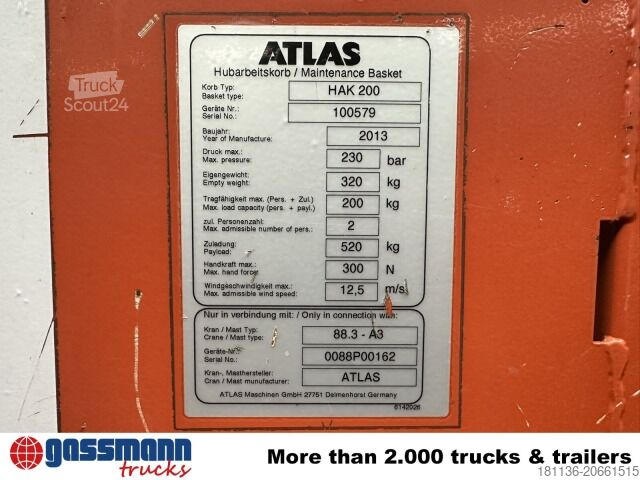 Truck
Scout24
ATLAS
Hubarbeitskorb / Maintenance Basket
Korb Typ:
Basket type:
HAK 200
Geräte Nr.:
Serial No.:
100579
Baujahr:
Year of Manufacture:
2013
Druck max.:
Max. pressure:
230 bar
Eigengewicht:
Empty weight:
320 kg
Tragfähigkeit max. (Pers. + Zul.)
Max. load capacity (pers. + payl.)
200 kg
zul. Personenzahl:
Max. admissible number of pers.:
2
Zuladung:
Payload:
520 kg
Handkraft max.:
Max. hand force:
300 N
Windgeschwindigkeit max.:
Max. admissible wind speed:
12,5 m/s
Nur in verbindung mit: / Only in connection with:
Kran / Mast Typ:
Crane / Mast type:
88.3 - A3
Geräte-Nr.:
Serial No.:
0088P00162
Kran-, Masthersteller:
Cran / Mast manufacturer:
ATLAS
ATLAS Maschinen GmbH 27751 Delmenhorst Germany
6142026
gassmann
trucks
More than 2.000 trucks & trailers
181136-20661515